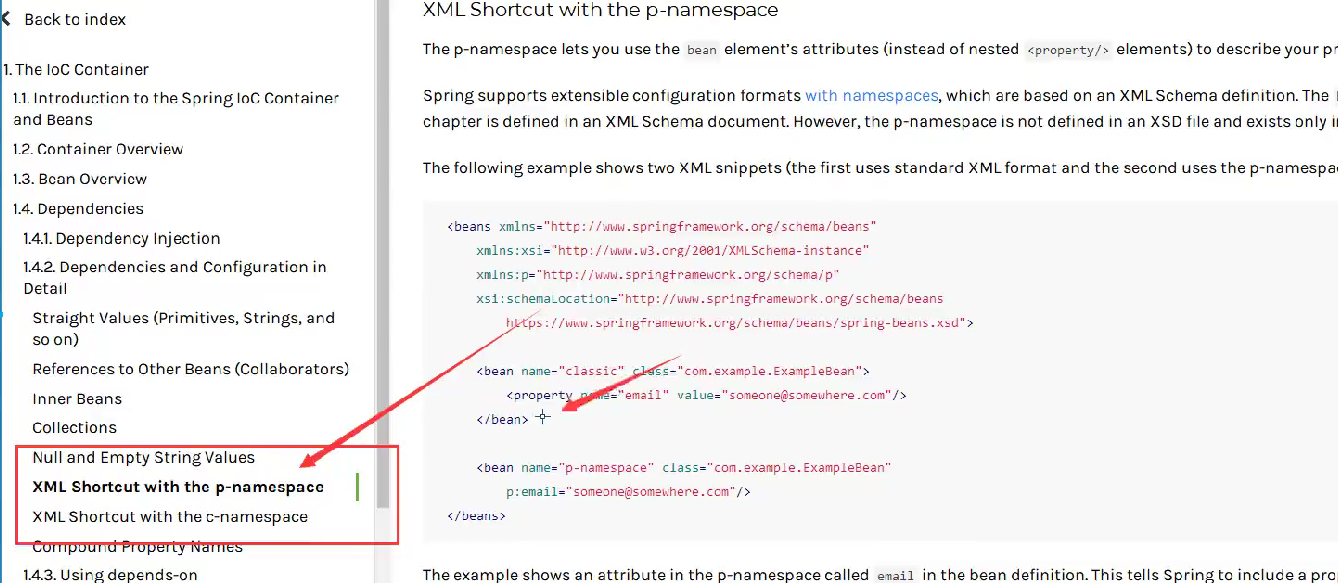 Back to index
1. The IoC Container
1.1. Introduction to the Spring IoC Container
and Beans
1.2. Container Overview
1.3. Bean Overview
1.4. Dependencies
1.4.1. Dependency Injection
1.4.2. Dependencies and Configuration in
Detail
Straight Values (Primitives, Strings, and
so on)
References to Other Beans (Collaborators)
Inner Beans
Collections
Null and Empty String Values
XML Shortcut with the p-namespace
XML Shortcut with the c-namespace
Compound Property Names
1.4.3. Using depends-on
XML Shortcut with the p-namespace
The p-namespace lets you use the bean element's attributes (instead of nested <property/> elements) to describe your
Spring supports extensible configuration formats with namespaces, which are based on an XML Schema definition. The
chapter is defined in an XML Schema document. However, the p-namespace is not defined in an XSD file and exists only
The following example shows two XML snippets (the first uses standard XML format and the second uses the
<beans xmlns="http://www.springframework.org/schema/beans"
xmlns:xsi="http://www.w3.org/2001/XMLSchema-instance"
xmlns:p="http://www.springframework.org/schema/p"
xsi:schemaLocation="http://www.springframework.org/schema/beans
https://www.springframework.org/schema/beans/spring-beans.xsd">
<bean name="classic" class="com.example.ExampleBean">
<property name="email" value="someone@somewhere.com"/>
</bean>
<bean name="p-namespace" class="com.example.ExampleBean"
p:email="someone@somewhere.com"/>
</beans>
The example shows an attribute in the p-namespace called email in the bean definition. This tells Spring to include a